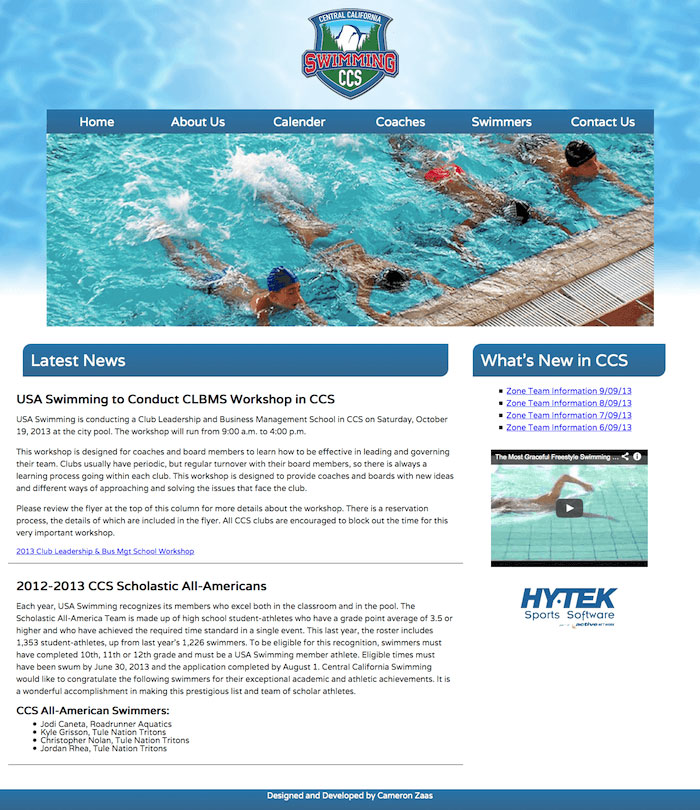 CENTRAL CALIFORNIA
SWIMMING
CCS
Home About Us Calender Coaches Swimmers Contact Us
Latest News
USA Swimming to Conduct CLBMS Workshop in CCS
USA Swimming is conducting a Club Leadership and Business Management School in CCS on Saturday, October
19, 2013 at the city pool. The workshop will run from 9:00 a.m. to 4:00 p.m.
This workshop is designed for coaches and board members to learn how to be effective in leading and governing
their team. Clubs usually have periodic, but regular turnover with their board members, so there is always a
learning process going within each club. This workshop is designed to provide coaches and boards with new ideas
and different ways of approaching and solving the issues that face the club.
Please review the flyer at the top of this column for more details about the workshop. There is a reservation
process, the details of which are included in the flyer. All CCS clubs are encouraged to block out the time for this
very important workshop.
2013 Club Leadership & Bus Mgt School Workshop
2012-2013 CCS Scholastic All-Americans
Each year, USA Swimming recognizes its members who excel both in the classroom and in the pool. The
Scholastic All-America Team is made up of high school student-athletes who have a grade point average of 3.5 or
higher and who have achieved the required time standard in a single event. This last year, the roster includes
1,353 student-athletes, up from last year's 1,226 swimmers. To be eligible for this recognition, swimmers must
have completed 10th, 11th or 12th grade and must be a USA Swimming member athlete. Eligible times must
have been swum by June 30, 2013 and the application completed by August 1. Central California Swimming
would like to congratulate the following swimmers for their exceptional academic and athletic achievements. It is
a wonderful accomplishment in making this prestigious list and team of scholar athletes.
CCS All-American Swimmers:
Jodi Caneta, Roadrunner Aquatics
Kyle Grisson, Tule Nation Tritons
Christopher Nolan, Tule Nation Tritons
Jordan Rhea, Tule Nation Tritons
What's New in CCS
Zone Team Information 9/09/13
Zone Team Information 8/09/13
Zone Team Information 7/09/13
Zone Team Information 6/09/13
The Most Graceful Freestyle Swimming ...
HY-TEK
Sports Software
active NETWORK
Designed and Developed by Cameron Zaas